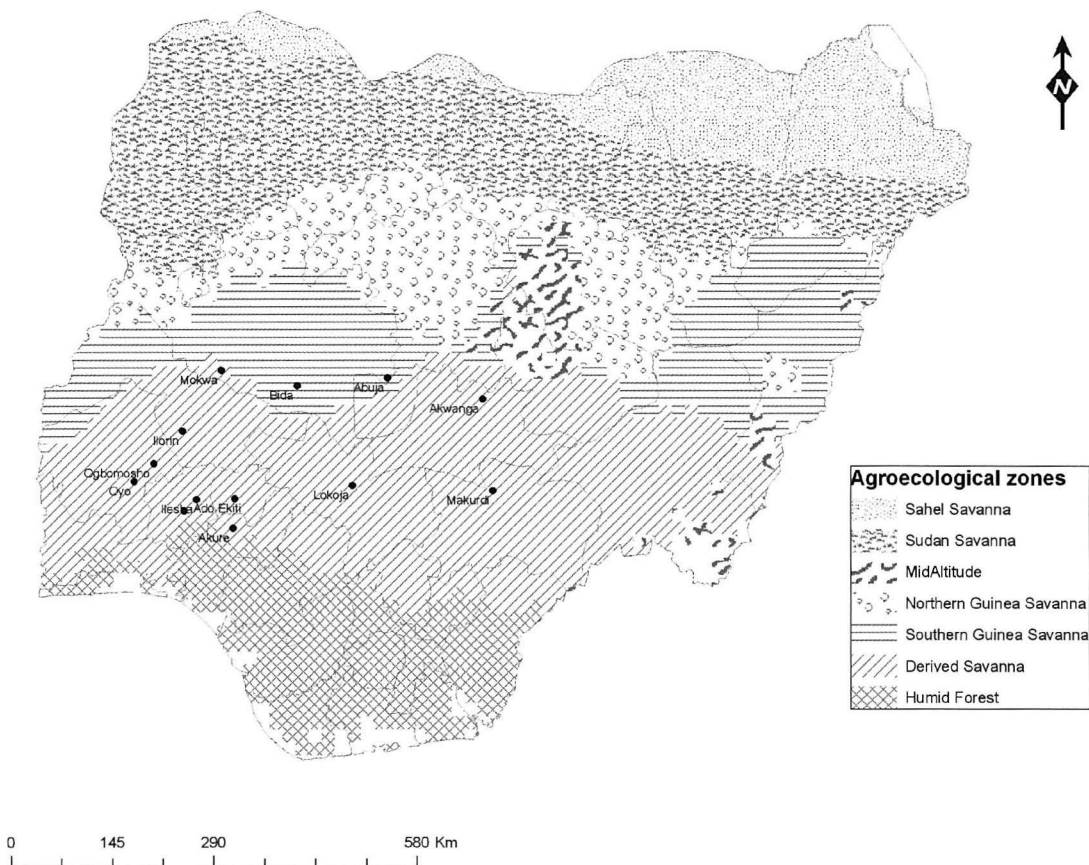 N
Mokwa
Bida
Abuja
Akwanga
Ilorin
Ogbomosho
Oyo
Ilesha
Ado Ekiti
Lokoja
Makurdi
Akure
Agroecological zones
Sahel Savanna
Sudan Savanna
MidAltitude
Northern Guinea Savanna
Southern Guinea Savanna
Derived Savanna
Humid Forest
0 145 290 580 Km